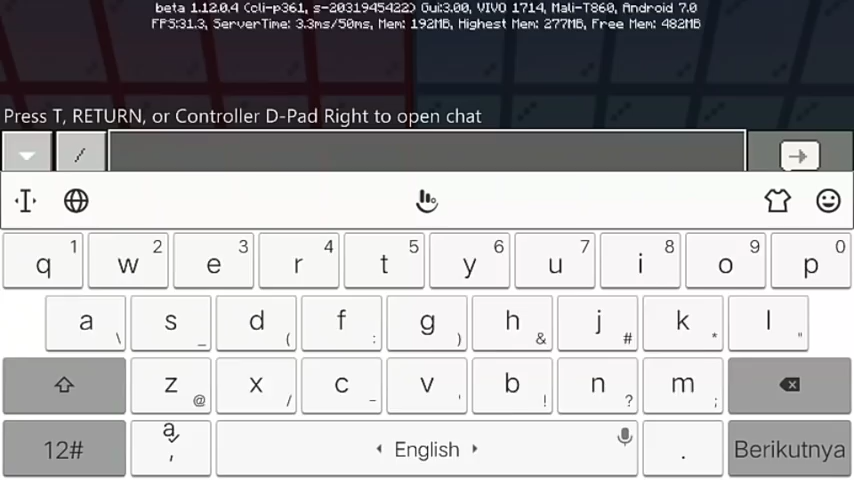 beta 1.12.0.4 (cli-p361, s-2031945422) Gui:3.00, VIVO 1714, Mali-T860, Android 7.0
FPS:31.3, ServerTime: 3.3ms/50ms, Mem: 192MB, Highest Mem: 277MB, Free Mem: 482MB
Press T, RETURN, or Controller D-Pad Right to open chat
/
q 1 w 2 e 3 r 4 t 5 y 6 u 7 i 8 o 9 p 0
a \ s _ d ( f : g ) h & j # k * l "
z @ x / c - v ' b ! n ? m ;
12# a , English . Berikutnya